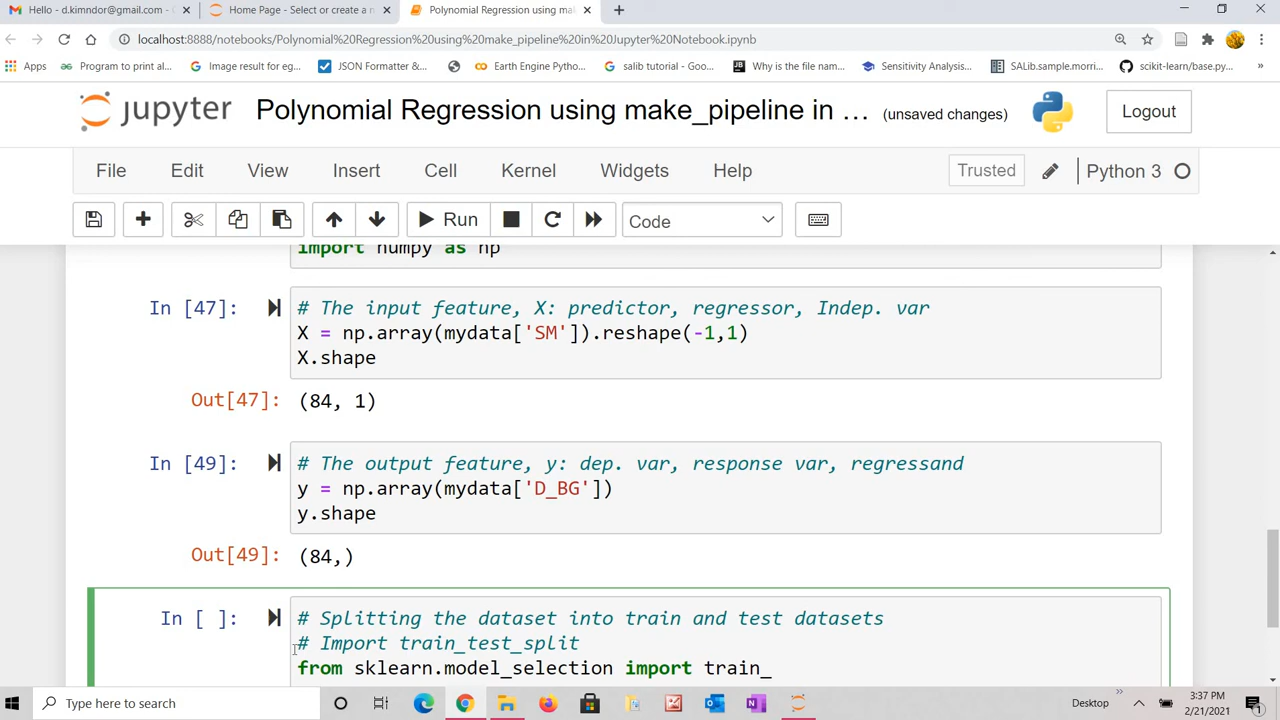 Hello - d.kimndor@gmail.com -
Home Page - Select or create a n
Polynomial Regression using mak
localhost:8888/notebooks/Polynomial%20Regression%20using%20make_pipeline%20in%20Jupyter%20Notebook.ipynb
Apps
Program to print al...
Image result for eg...
JSON Formatter &...
Earth Engine Pytho...
salib tutorial - Goo...
Why is the file nam...
Sensitivity Analysis...
SALib.sample.morri...
scikit-learn/base.py...
»
jupyter
Polynomial Regression using make_pipeline in ... (unsaved changes)
Logout
File Edit View Insert Cell Kernel Widgets Help
Trusted
Python 3
Run
Code
import numpy as np
In [47]:
# The input feature, X: predictor, regressor, Indep. var
X = np.array(mydata['SM']).reshape(-1,1)
X.shape
Out[47]: (84, 1)
In [49]:
# The output feature, y: dep. var, response var, regressand
y = np.array(mydata['D_BG'])
y.shape
Out[49]: (84,)
In [ ]:
# Splitting the dataset into train and test datasets
# Import train_test_split
from sklearn.model_selection import train_
Type here to search
Desktop
»
3:37 PM
2/21/2021
1